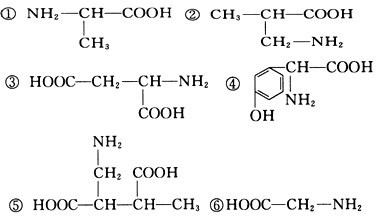 ① NH₂—CH—COOH ② CH₃—CH—COOH
CH₃ CH₂—NH₂
③ HOOC—CH₂—CH—NH₂ ④ CH—COOH
COOH OH NH₂
NH₂
CH₂ COOH
⑤ HOOC—CH—CH—CH₃ ⑥ HOOC—CH₂—NH₂